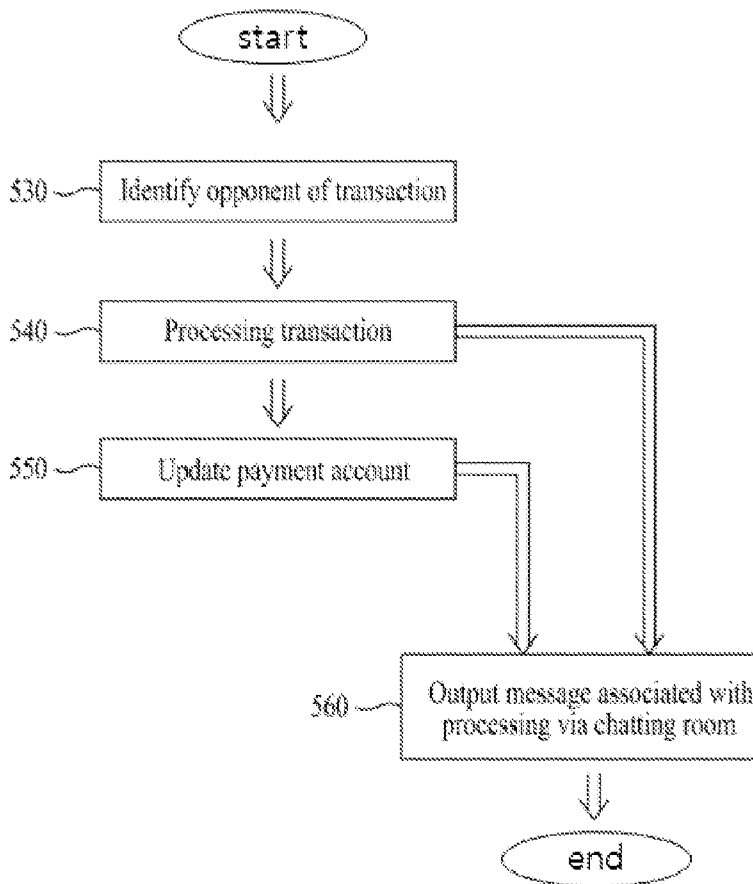 start
530
Identify opponent of transaction
540
Processing transaction
550
Update payment account
560
Output message associated with
processing via chatting room
end